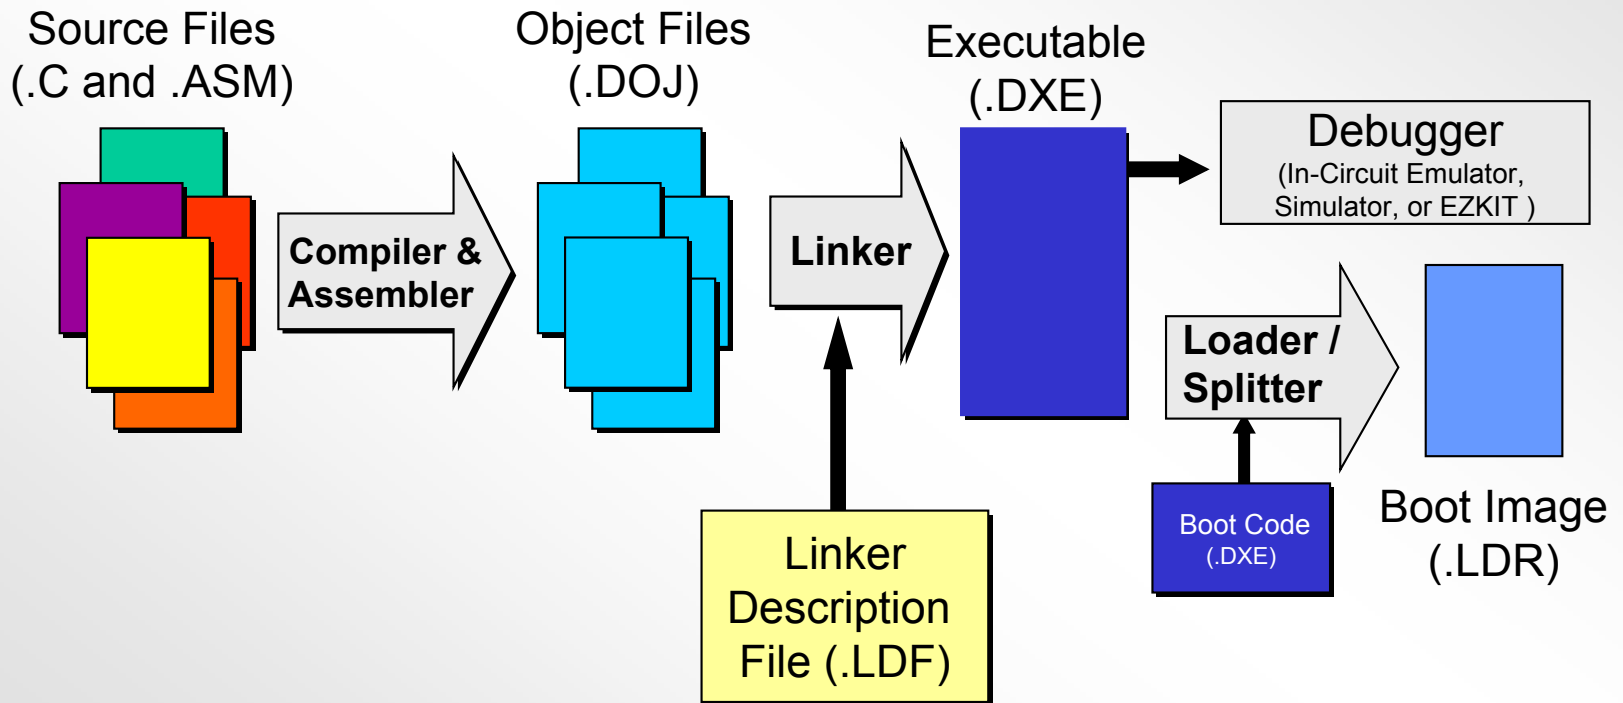 Source Files
(.C and .ASM)
Object Files
(.DOJ)
Executable
(.DXE)
Debugger
(In-Circuit Emulator,
Simulator, or EZKIT )
Compiler &
Assembler
Linker
Loader /
Splitter
Boot Code
(.DXE)
Boot Image
(.LDR)
Linker
Description
File (.LDF)